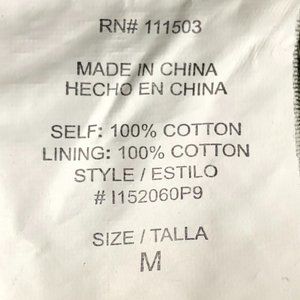 RN# 111503
MADE IN CHINA
HECHO EN CHINA
SELF: 100% COTTON
LINING: 100% COTTON
STYLE / ESTILO
# I152060P9
SIZE / TALLA
M